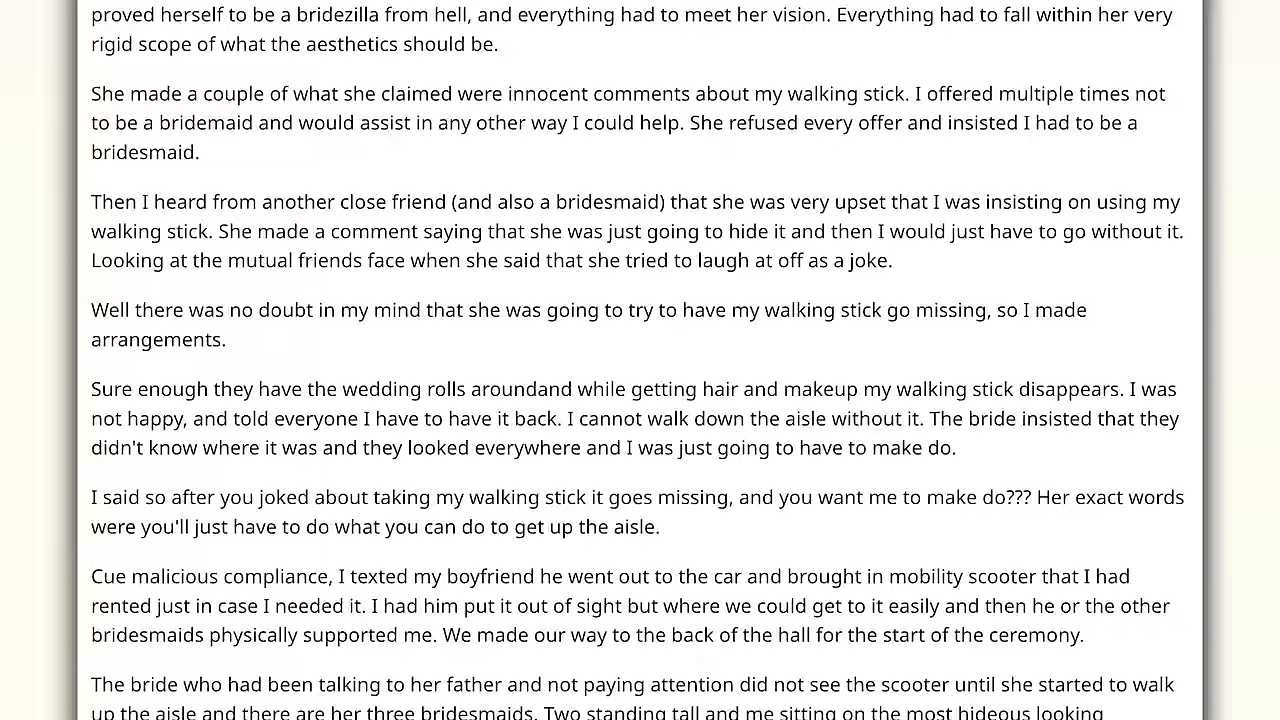 proved herself to be a bridezilla from hell, and everything had to meet her vision. Everything had to fall within her very
rigid scope of what the aesthetics should be.
She made a couple of what she claimed were innocent comments about my walking stick. I offered multiple times not
to be a bridemaid and would assist in any other way I could help. She refused every offer and insisted I had to be a
bridesmaid.
Then I heard from another close friend (and also a bridesmaid) that she was very upset that I was insisting on using my
walking stick. She made a comment saying that she was just going to hide it and then I would just have to go without it.
Looking at the mutual friends face when she said that she tried to laugh at off as a joke.
Well there was no doubt in my mind that she was going to try to have my walking stick go missing, so I made
arrangements.
Sure enough they have the wedding rolls aroundand while getting hair and makeup my walking stick disappears. I was
not happy, and told everyone I have to have it back. I cannot walk down the aisle without it. The bride insisted that they
didn't know where it was and they looked everywhere and I was just going to have to make do.
I said so after you joked about taking my walking stick it goes missing, and you want me to make do??? Her exact words
were you'll just have to do what you can do to get up the aisle.
Cue malicious compliance, I texted my boyfriend he went out to the car and brought in mobility scooter that I had
rented just in case I needed it. I had him put it out of sight but where we could get to it easily and then he or the other
bridesmaids physically supported me. We made our way to the back of the hall for the start of the ceremony.
The bride who had been talking to her father and not paying attention did not see the scooter until she started to walk
up the aisle and there are her three bridesmaids. Two standing tall and me sitting on the most hideous looking